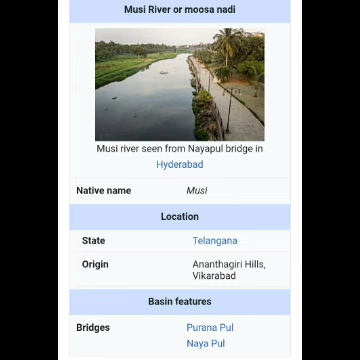 Musi River or moosa nadi
Musi river seen from Nayapul bridge in
Hyderabad
Native name Musi
Location
State Telangana
Origin Ananthagiri Hills,
Vikarabad
Basin features
Bridges Purana Pul
Naya Pul